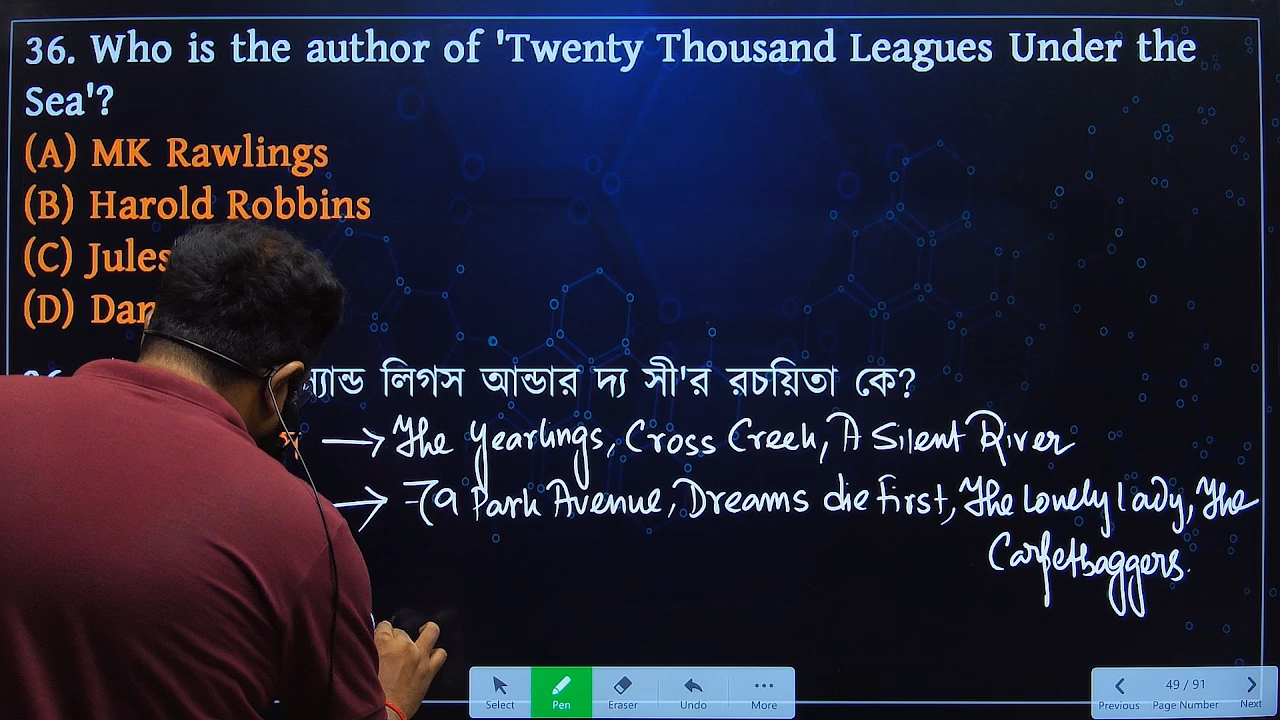 36. Who is the author of 'Twenty Thousand Leagues Under the
Sea'?
(A) MK Rawlings
(B) Harold Robbins
(C) Jules
(D) Dan
লিগস আন্ডার দ্য সী'র রচয়িতা কে?
→ The Yearlings, Cross Creek, A Silent River
→ 79 Park Avenue, Dreams die First, The Lonely lady, The
Carpetbaggers.
Select Pen Eraser Undo More
Previous 49 / 91 Page Number Next